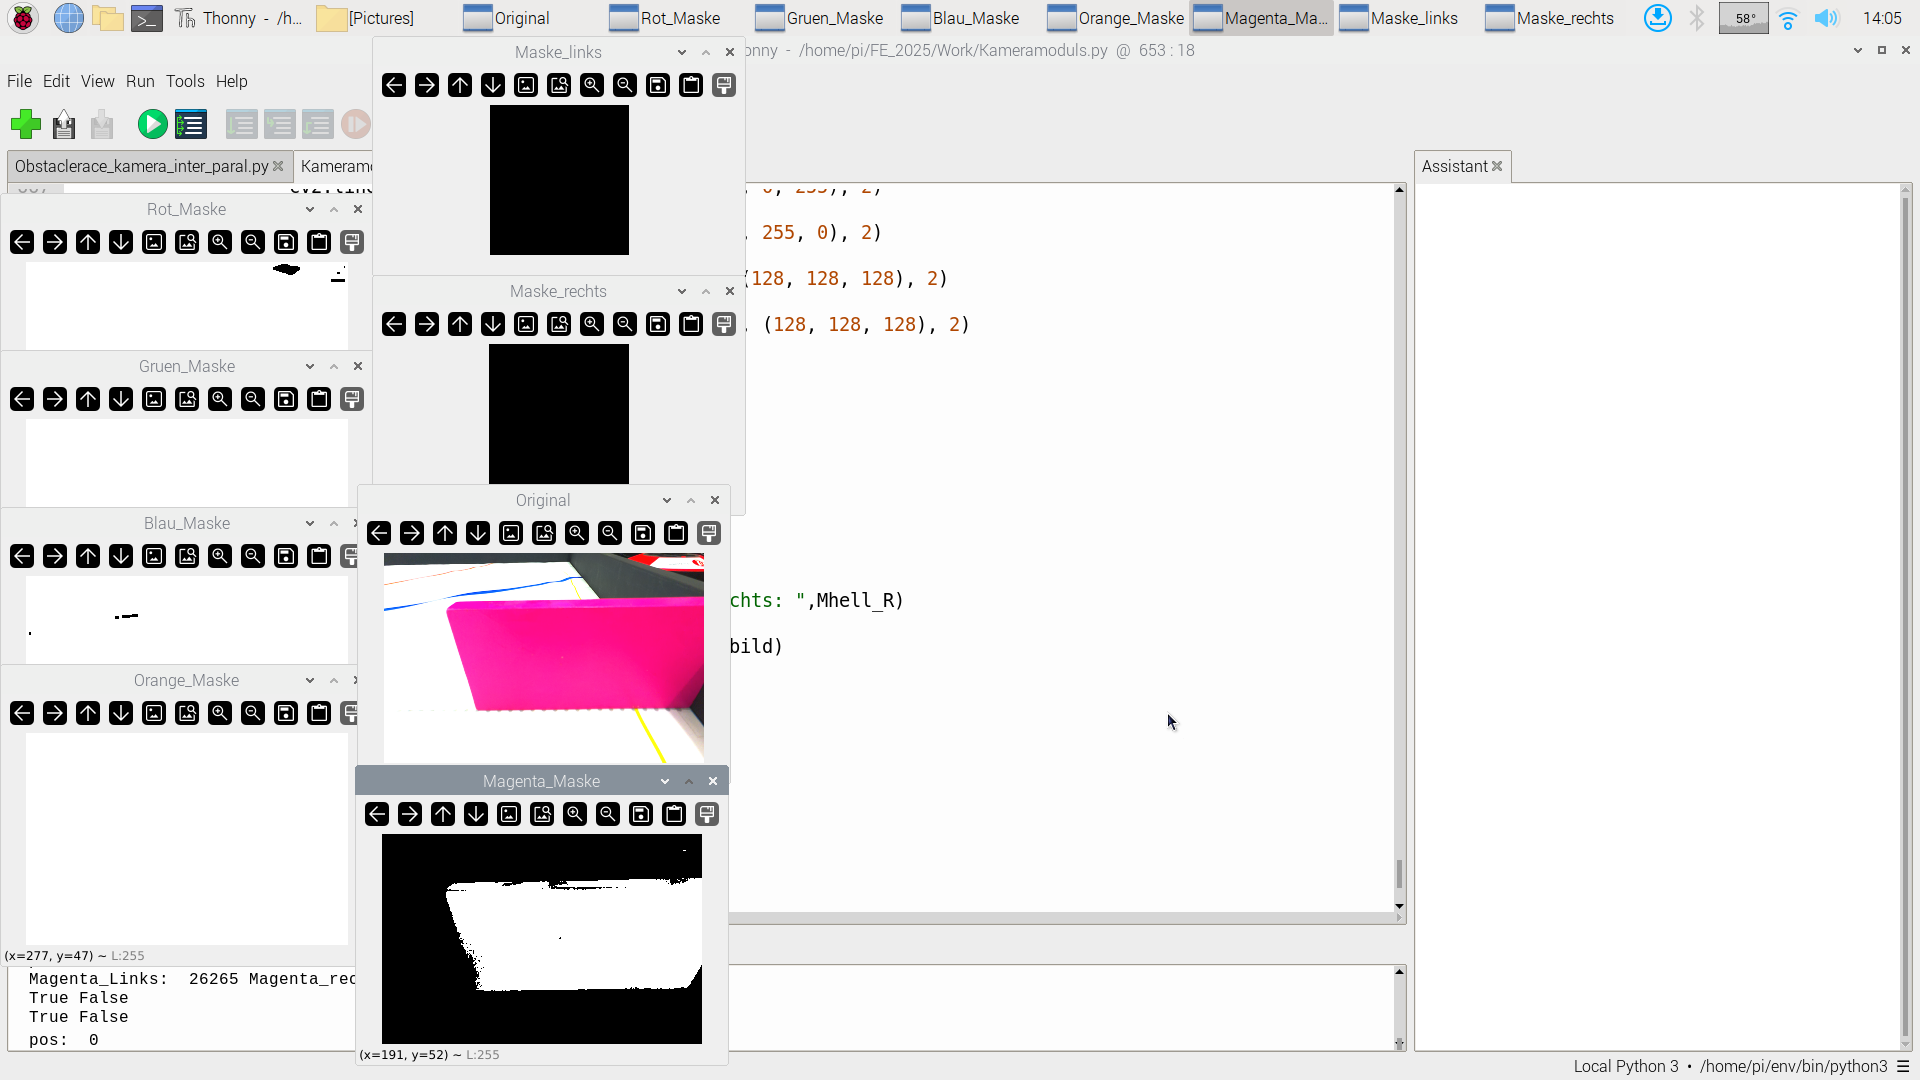 Thonny - /h...
[Pictures]
Original
Rot_Maske
Gruen_Maske
Blau_Maske
Orange_Maske
Magenta_Ma...
Maske_links
Maske_rechts
58°
14:05
onny - /home/pi/FE_2025/Work/Kameramoduls.py @ 653 : 18
Maske_links
File Edit View Run Tools Help
Obstaclerace_kamera_inter_paral.py
Kameram
Assistant
Rot_Maske
, 255, 0), 2)
(128, 128, 128), 2)
Maske_rechts
, (128, 128, 128), 2)
Gruen_Maske
Original
Blau_Maske
chts: ",Mhell_R)
bild)
Orange_Maske
Magenta_Maske
(x=277, y=47) ~ L:255
Magenta_Links:  26265 Magenta_rec
True False
True False
pos:  0
(x=191, y=52) ~ L:255
Local Python 3 • /home/pi/env/bin/python3